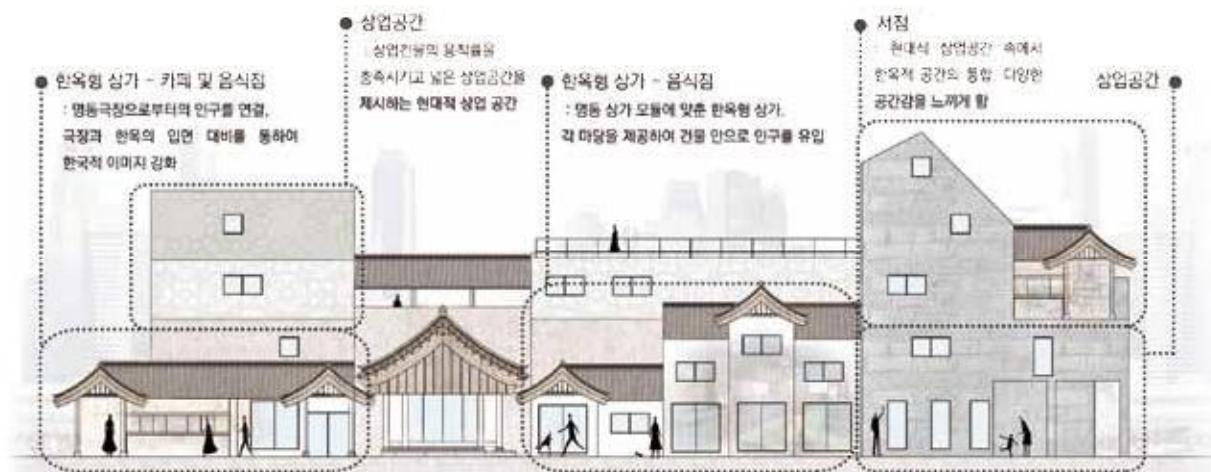 한옥형 상가 - 카페 및 음식점
: 명동극장으로부터의 인구를 연결,
극장과 한옥의 입면 대비를 통하여
한국적 이미지 강화
상업공간
: 상업건물의 용적률을
충족시키고 넓은 상업공간을
제시하는 현대적 상업 공간
한옥형 상가 - 음식점
: 명동 상가 모듈에 맞춘 한옥형 상가.
각 마당을 제공하여 건물 안으로 인구를 유입
서점
: 현대식 상업공간 속에서
한옥적 공간의 통합 다양한
공간감을 느끼게 함
상업공간